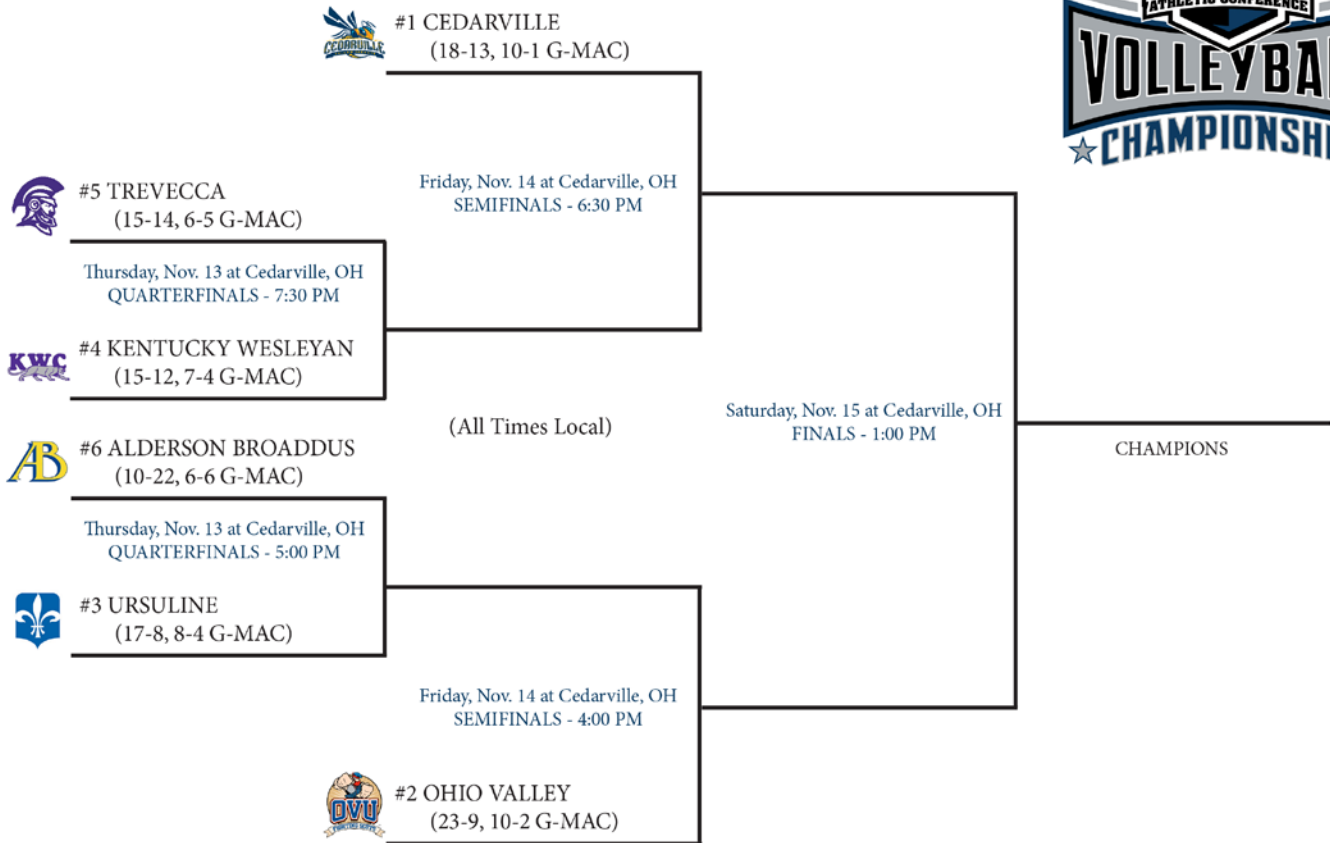 #1 CEDARVILLE
(18-13, 10-1 G-MAC)
CEDARVILLE
ATHLETIC CONFERENCE
VOLLEYBAL
CHAMPIONSHI
#5 TREVECCA
(15-14, 6-5 G-MAC)
Friday, Nov. 14 at Cedarville, OH
SEMIFINALS - 6:30 PM
Thursday, Nov. 13 at Cedarville, OH
QUARTERFINALS - 7:30 PM
KWC
#4 KENTUCKY WESLEYAN
(15-12, 7-4 G-MAC)
(All Times Local)
Saturday, Nov. 15 at Cedarville, OH
FINALS - 1:00 PM
CHAMPIONS
AB
#6 ALDERSON BROADDUS
(10-22, 6-6 G-MAC)
Thursday, Nov. 13 at Cedarville, OH
QUARTERFINALS - 5:00 PM
#3 URSULINE
(17-8, 8-4 G-MAC)
Friday, Nov. 14 at Cedarville, OH
SEMIFINALS - 4:00 PM
OVU
#2 OHIO VALLEY
(23-9, 10-2 G-MAC)